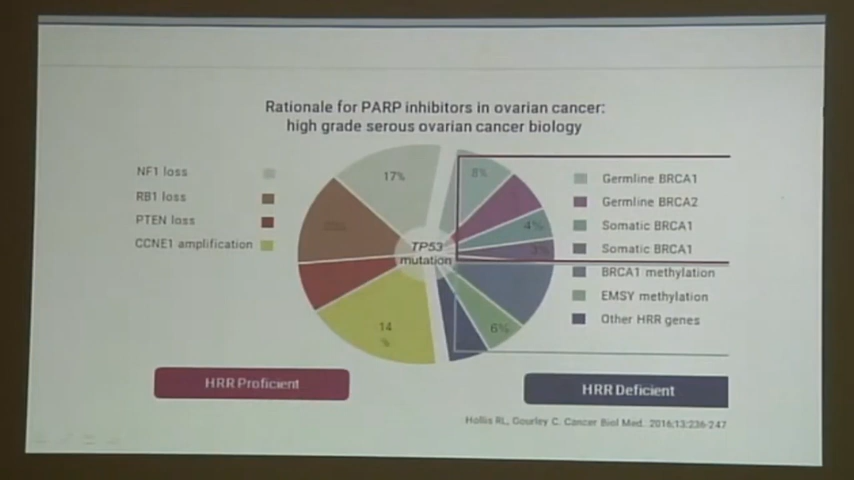 Rationale for PARP inhibitors in ovarian cancer:
high grade serous ovarian cancer biology
NF1 loss
RB1 loss
PTEN loss
CCNE1 amplification
17%
8%
4%
3%
6%
14
%
TP53
mutation
Germline BRCA1
Germline BRCA2
Somatic BRCA1
Somatic BRCA1
BRCA1 methylation
EMSY methylation
Other HRR genes
HRR Proficient
HRR Deficient
Hollis RL, Gourley C. Cancer Biol Med. 2016;13:236-247